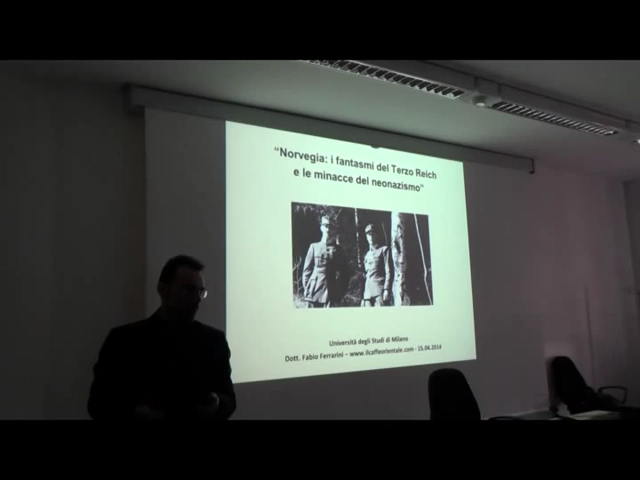 “Norvegia: i fantasmi del Terzo Reich
e le minacce del neonazismo”
Università degli Studi di Milano
Dott. Fabio Ferrarini – www.ilcaffeorientale.com - 15.04.2014